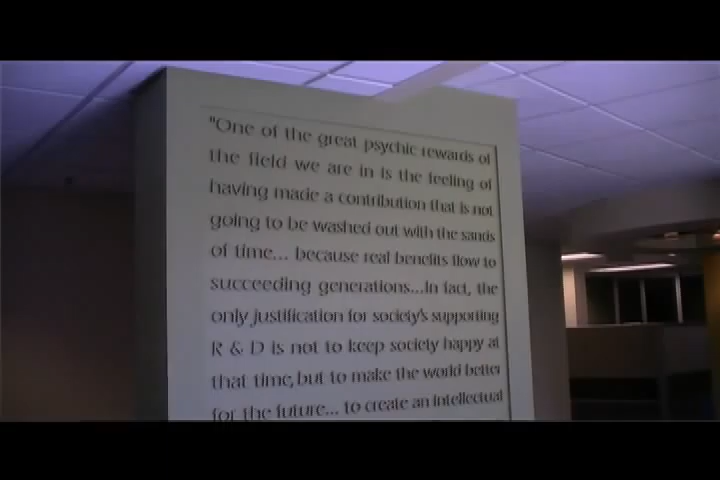 "One of the great psychic rewards of
the field we are in is the feeling of
having made a contribution that is not
going to be washed out with the sands
of time... because real benefits flow to
succeeding generations...In fact, the
only justification for society's supporting
R & D is not to keep society happy at
that time, but to make the world better
for the future... to create an intellectual